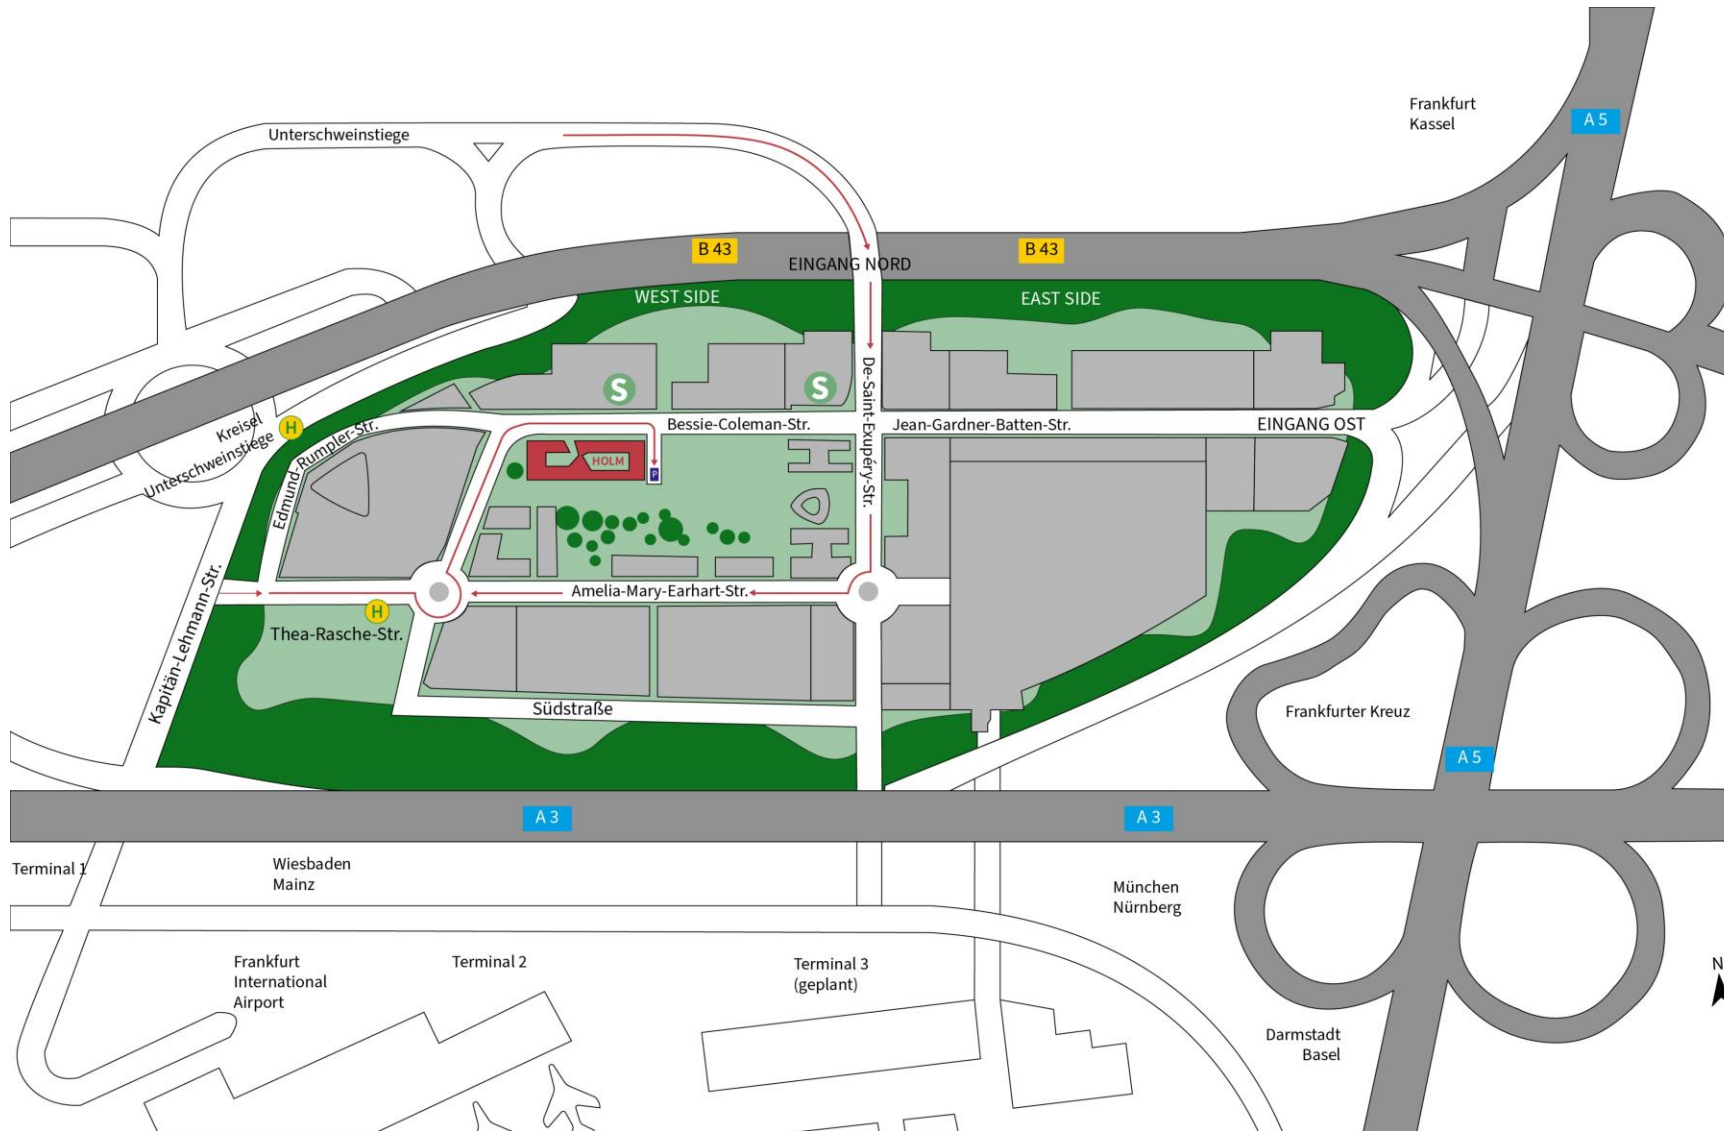 Frankfurt
Kassel
A 5
Unterschweinstiege
B 43
B 43
EINGANG NORD
WEST SIDE
EAST SIDE
S
S
De-Saint-Exupéry-Str.
Kreisel
Unterschweinstiege
H
Edmund-Rumpler-Str.
Bessie-Coleman-Str.
Jean-Gardner-Batten-Str.
EINGANG OST
HOLM
P
Kapitän-Lehmann-Str.
Amelia-Mary-Earhart-Str.
H
Thea-Rasche-Str.
Südstraße
Frankfurter Kreuz
A 5
A 3
A 3
Terminal 1
Wiesbaden
Mainz
München
Nürnberg
Frankfurt
International
Airport
Terminal 2
Terminal 3
(geplant)
N
Darmstadt
Basel